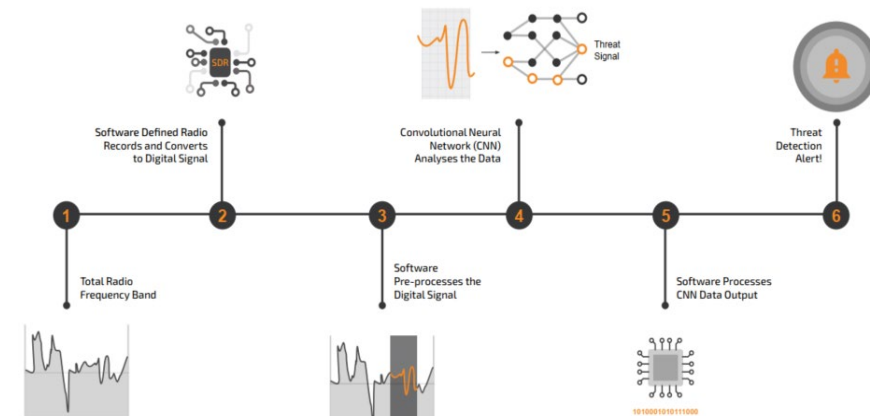 SDR
Threat
Signal
Software Defined Radio
Records and Converts
to Digital Signal
Convolutional Neural
Network (CNN)
Analyses the Data
Threat
Detection
Alert!
1
2
3
4
5
6
Total Radio
Frequency Band
Software
Pre-processes the
Digital Signal
Software Processes
CNN Data Output
1010001010111000